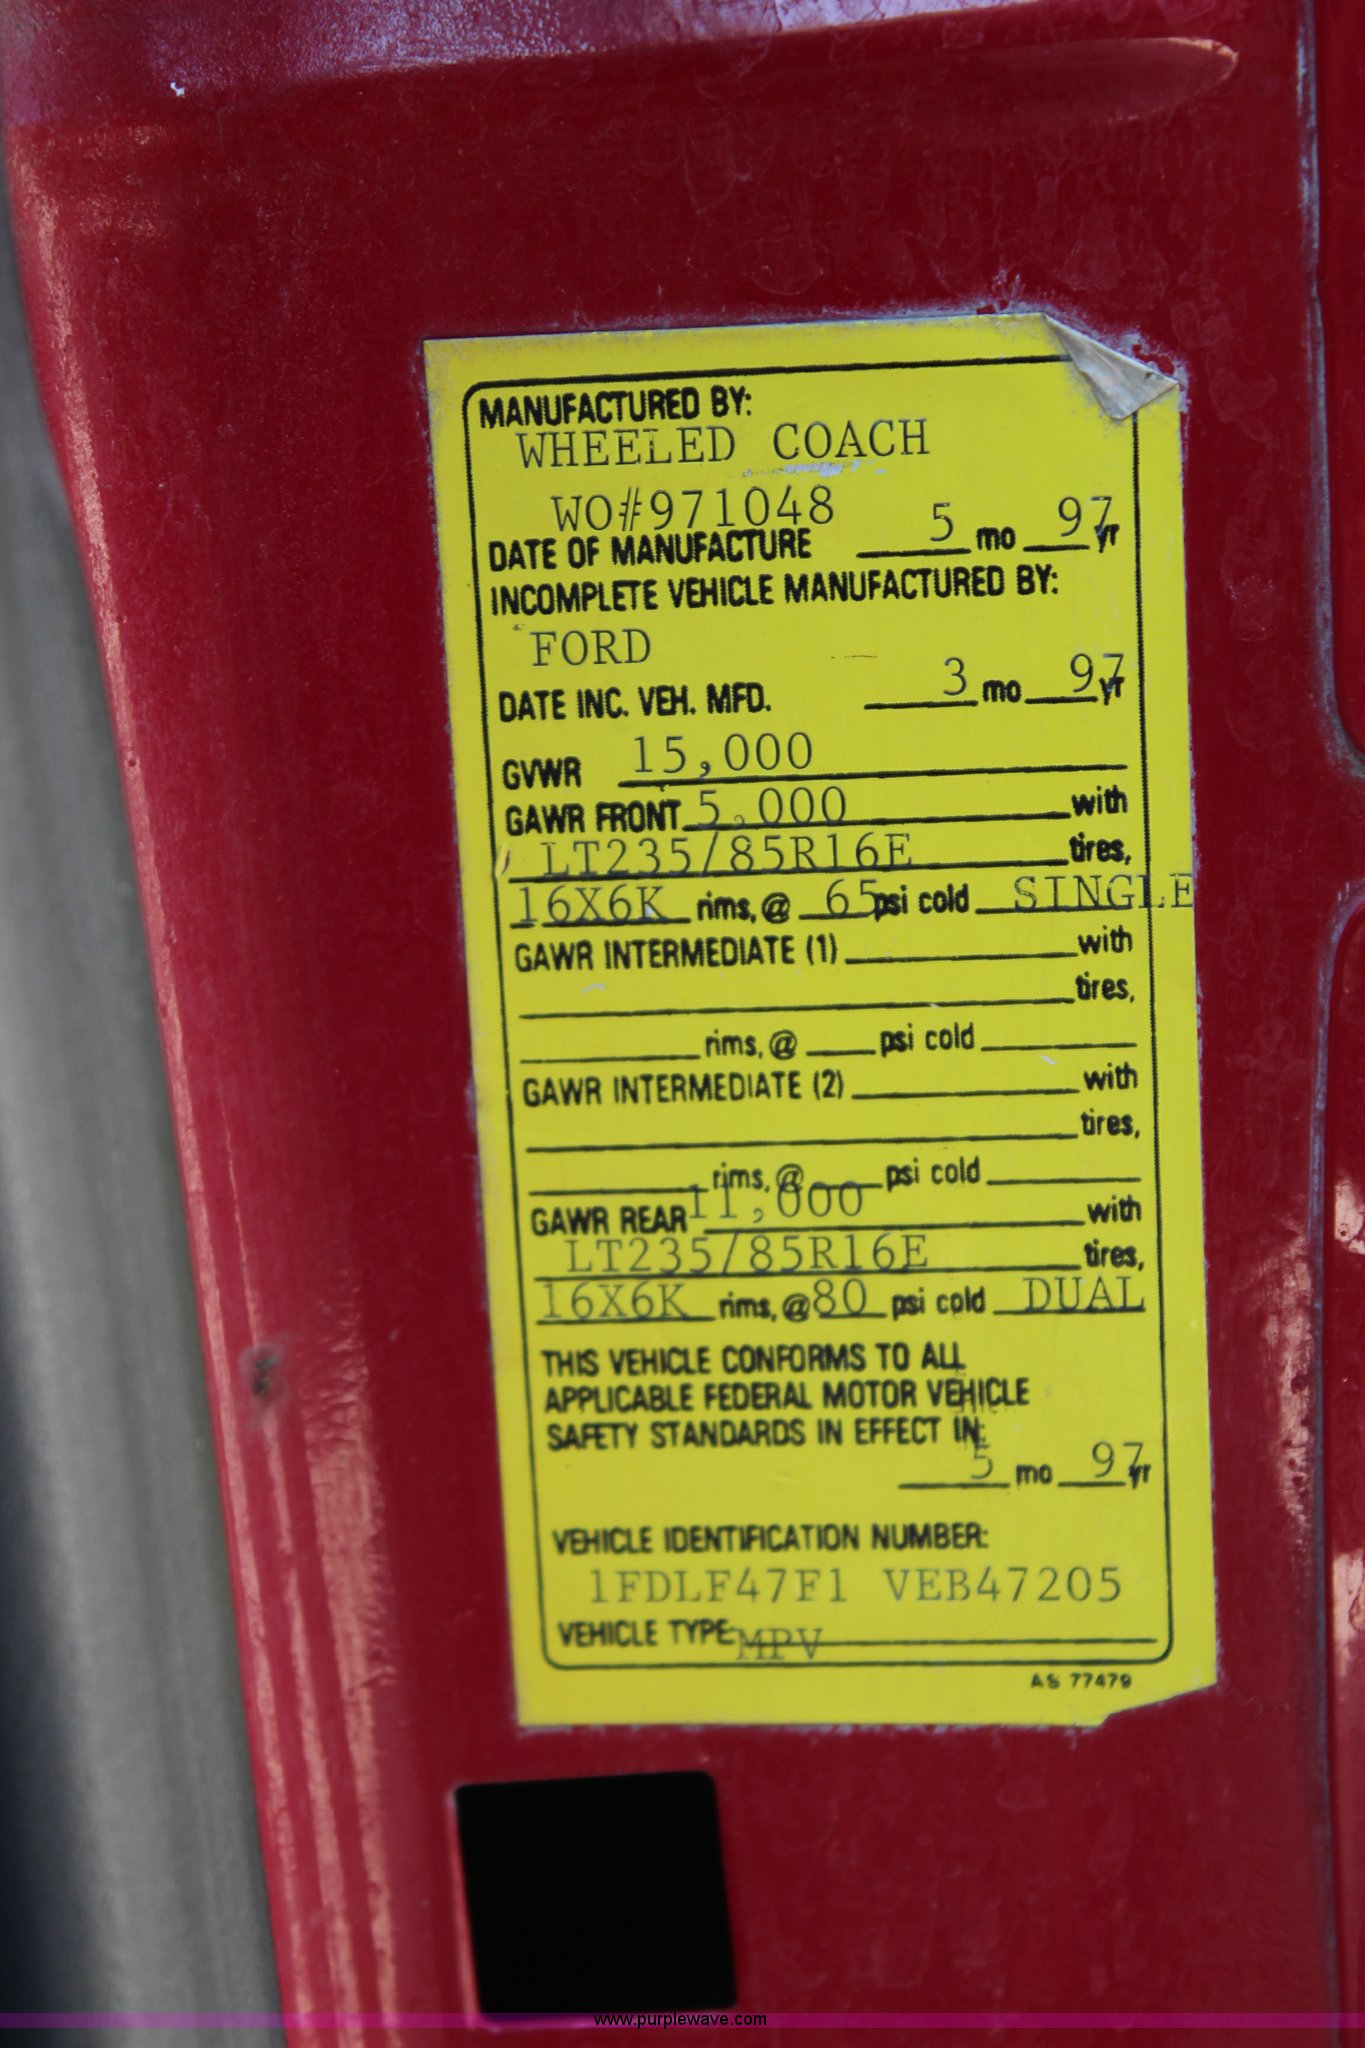 MANUFACTURED BY:
WHEELED COACH
WO#971048
DATE OF MANUFACTURE 5 mo 97 yr
INCOMPLETE VEHICLE MANUFACTURED BY:
FORD
DATE INC. VEH. MFD. 3 mo 97 yr
GVWR 15,000
GAWR FRONT 5,000 with
LT235/85R16E tires,
16X6K rims, @ 65 psi cold SINGLE
GAWR INTERMEDIATE (1) with
tires,
rims, @ psi cold
GAWR INTERMEDIATE (2) with
tires,
rims, @ psi cold
GAWR REAR 11,000 with
LT235/85R16E tires,
16X6K rims, @ 80 psi cold DUAL
THIS VEHICLE CONFORMS TO ALL
APPLICABLE FEDERAL MOTOR VEHICLE
SAFETY STANDARDS IN EFFECT IN:
5 mo 97 yr
VEHICLE IDENTIFICATION NUMBER:
1FDLF47F1 VEB47205
VEHICLE TYPE: MPV
AS 77479
www.purplewave.com